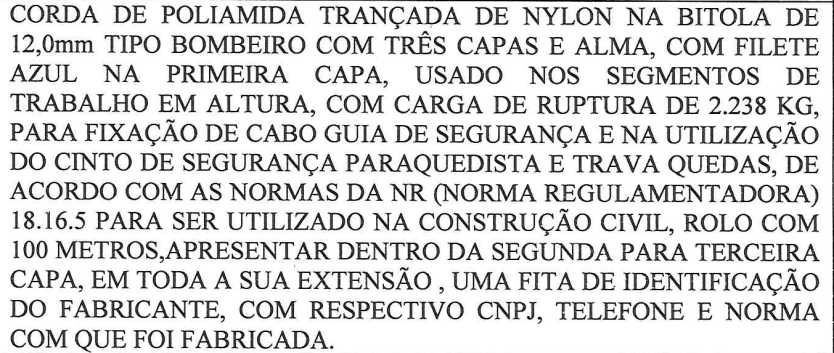 CORDA DE POLIAMIDA TRANÇADA DE NYLON NA BITOLA DE
12,0mm TIPO BOMBEIRO COM TRÊS CAPAS E ALMA, COM FILETE
AZUL NA PRIMEIRA CAPA, USADO NOS SEGMENTOS DE
TRABALHO EM ALTURA, COM CARGA DE RUPTURA DE 2.238 KG,
PARA FIXAÇÃO DE CABO GUIA DE SEGURANÇA E NA UTILIZAÇÃO
DO CINTO DE SEGURANÇA PARAQUEDISTA E TRAVA QUEDAS, DE
ACORDO COM AS NORMAS DA NR (NORMA REGULAMENTADORA)
18.16.5 PARA SER UTILIZADO NA CONSTRUÇÃO CIVIL, ROLO COM
100 METROS,APRESENTAR DENTRO DA SEGUNDA PARA TERCEIRA
CAPA, EM TODA A SUA EXTENSÃO , UMA FITA DE IDENTIFICAÇÃO
DO FABRICANTE, COM RESPECTIVO CNPJ, TELEFONE E NORMA
COM QUE FOI FABRICADA.